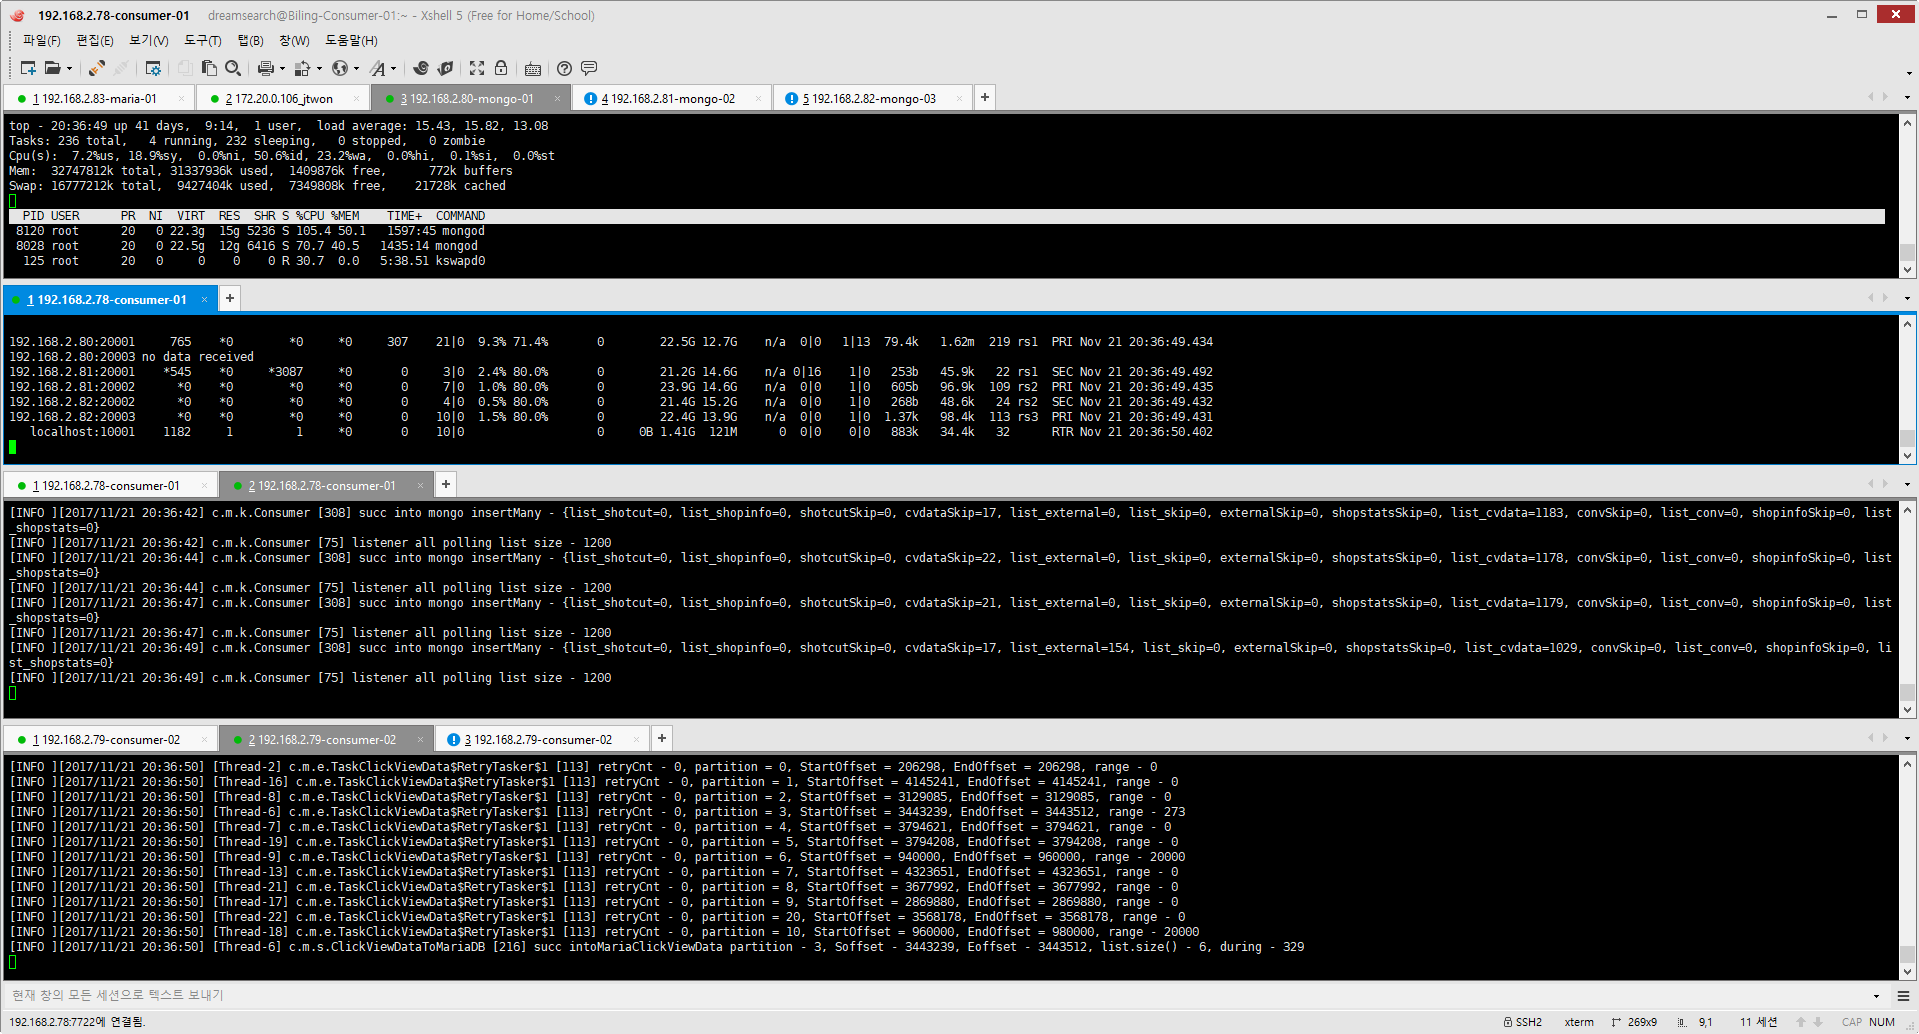 192.168.2.78-consumer-01 dreamsearch@Biling-Consumer-01:~ - Xshell 5 (Free for Home/School)
파일(F) 편집(E) 보기(V) 도구(T) 탭(B) 창(W) 도움말(H)
1 192.168.2.83-maria-01 2 172.20.0.106_jtwon 3 192.168.2.80-mongo-01 4 192.168.2.81-mongo-02 5 192.168.2.82-mongo-03
top - 20:36:49 up 41 days,  9:14,  1 user,  load average: 15.43, 15.82, 13.08
Tasks: 236 total,   4 running, 232 sleeping,   0 stopped,   0 zombie
Cpu(s):  7.2%us, 18.9%sy,  0.0%ni, 50.6%id, 23.2%wa,  0.0%hi,  0.1%si,  0.0%st
Mem:  32747812k total, 31337936k used,  1409876k free,      772k buffers
Swap: 16777212k total,  9427404k used,  7349808k free,    21728k cached
PID USER      PR  NI  VIRT  RES  SHR S %CPU %MEM    TIME+  COMMAND
8120 root      20   0 22.3g  15g 5236 S 105.4 50.1   1597:45 mongod
8028 root      20   0 22.5g  12g 6416 S 70.7 40.5   1435:14 mongod
125 root      20   0     0    0    0 R 30.7  0.0   5:38.51 kswapd0
1 192.168.2.78-consumer-01
192.168.2.80:20001   765   *0   *0   *0   307   21|0   9.3% 71.4%   0   22.5G 12.7G   n/a   0|0   1|13   79.4k   1.62m   219 rs1   PRI Nov 21 20:36:49.434
192.168.2.80:20003 no data received
192.168.2.81:20001   *545   *0   *3087   *0   0   3|0   2.4% 80.0%   0   21.2G 14.6G   n/a 0|16   1|0   253b   45.9k   22 rs1   SEC Nov 21 20:36:49.492
192.168.2.81:20002   *0   *0   *0   *0   0   7|0   1.0% 80.0%   0   23.9G 14.6G   n/a   0|0   1|0   605b   96.9k   109 rs2   PRI Nov 21 20:36:49.435
192.168.2.82:20002   *0   *0   *0   *0   0   4|0   0.5% 80.0%   0   21.4G 15.2G   n/a   0|0   1|0   268b   48.6k   24 rs2   SEC Nov 21 20:36:49.432
192.168.2.82:20003   *0   *0   *0   *0   0   10|0   1.5% 80.0%   0   22.4G 13.9G   n/a   0|0   1|0   1.37k   98.4k   113 rs3   PRI Nov 21 20:36:49.431
localhost:10001   1182   1   1   *0   0   10|0   0   0B 1.41G   121M   0   0|0   0|0   883k   34.4k   32   RTR Nov 21 20:36:50.402
1 192.168.2.78-consumer-01 2 192.168.2.78-consumer-01
[INFO ][2017/11/21 20:36:42] c.m.k.Consumer [308] succ into mongo insertMany - {list_shotcut=0, list_shopinfo=0, shotcutSkip=0, cvdataSkip=17, list_external=0, list_skip=0, externalSkip=0, shopstatsSkip=0, list_cvdata=1183, convSkip=0, list_conv=0, shopinfoSkip=0, list
_shopstats=0}
[INFO ][2017/11/21 20:36:42] c.m.k.Consumer [75] listener all polling list size - 1200
[INFO ][2017/11/21 20:36:44] c.m.k.Consumer [308] succ into mongo insertMany - {list_shotcut=0, list_shopinfo=0, shotcutSkip=0, cvdataSkip=22, list_external=0, list_skip=0, externalSkip=0, shopstatsSkip=0, list_cvdata=1178, convSkip=0, list_conv=0, shopinfoSkip=0, list
_shopstats=0}
[INFO ][2017/11/21 20:36:44] c.m.k.Consumer [75] listener all polling list size - 1200
[INFO ][2017/11/21 20:36:47] c.m.k.Consumer [308] succ into mongo insertMany - {list_shotcut=0, list_shopinfo=0, shotcutSkip=0, cvdataSkip=21, list_external=0, list_skip=0, externalSkip=0, shopstatsSkip=0, list_cvdata=1179, convSkip=0, list_conv=0, shopinfoSkip=0, list
_shopstats=0}
[INFO ][2017/11/21 20:36:47] c.m.k.Consumer [75] listener all polling list size - 1200
[INFO ][2017/11/21 20:36:49] c.m.k.Consumer [308] succ into mongo insertMany - {list_shotcut=0, list_shopinfo=0, shotcutSkip=0, cvdataSkip=17, list_external=154, list_skip=0, externalSkip=0, shopstatsSkip=0, list_cvdata=1029, convSkip=0, list_conv=0, shopinfoSkip=0, li
st_shopstats=0}
[INFO ][2017/11/21 20:36:49] c.m.k.Consumer [75] listener all polling list size - 1200
1 192.168.2.79-consumer-02 2 192.168.2.79-consumer-02 3 192.168.2.79-consumer-02
[INFO ][2017/11/21 20:36:50] [Thread-2] c.m.e.TaskClickViewData$RetryTasker$1 [113] retryCnt - 0, partition = 0, StartOffset = 206298, EndOffset = 206298, range - 0
[INFO ][2017/11/21 20:36:50] [Thread-16] c.m.e.TaskClickViewData$RetryTasker$1 [113] retryCnt - 0, partition = 1, StartOffset = 4145241, EndOffset = 4145241, range - 0
[INFO ][2017/11/21 20:36:50] [Thread-8] c.m.e.TaskClickViewData$RetryTasker$1 [113] retryCnt - 0, partition = 2, StartOffset = 3129085, EndOffset = 3129085, range - 0
[INFO ][2017/11/21 20:36:50] [Thread-6] c.m.e.TaskClickViewData$RetryTasker$1 [113] retryCnt - 0, partition = 3, StartOffset = 3443239, EndOffset = 3443512, range - 273
[INFO ][2017/11/21 20:36:50] [Thread-7] c.m.e.TaskClickViewData$RetryTasker$1 [113] retryCnt - 0, partition = 4, StartOffset = 3794621, EndOffset = 3794621, range - 0
[INFO ][2017/11/21 20:36:50] [Thread-19] c.m.e.TaskClickViewData$RetryTasker$1 [113] retryCnt - 0, partition = 5, StartOffset = 3794208, EndOffset = 3794208, range - 0
[INFO ][2017/11/21 20:36:50] [Thread-9] c.m.e.TaskClickViewData$RetryTasker$1 [113] retryCnt - 0, partition = 6, StartOffset = 940000, EndOffset = 960000, range - 20000
[INFO ][2017/11/21 20:36:50] [Thread-13] c.m.e.TaskClickViewData$RetryTasker$1 [113] retryCnt - 0, partition = 7, StartOffset = 4323651, EndOffset = 4323651, range - 0
[INFO ][2017/11/21 20:36:50] [Thread-21] c.m.e.TaskClickViewData$RetryTasker$1 [113] retryCnt - 0, partition = 8, StartOffset = 3677992, EndOffset = 3677992, range - 0
[INFO ][2017/11/21 20:36:50] [Thread-17] c.m.e.TaskClickViewData$RetryTasker$1 [113] retryCnt - 0, partition = 9, StartOffset = 2869880, EndOffset = 2869880, range - 0
[INFO ][2017/11/21 20:36:50] [Thread-22] c.m.e.TaskClickViewData$RetryTasker$1 [113] retryCnt - 0, partition = 20, StartOffset = 3568178, EndOffset = 3568178, range - 0
[INFO ][2017/11/21 20:36:50] [Thread-18] c.m.e.TaskClickViewData$RetryTasker$1 [113] retryCnt - 0, partition = 10, StartOffset = 960000, EndOffset = 980000, range - 20000
[INFO ][2017/11/21 20:36:50] [Thread-6] c.m.s.ClickViewDataToMariaDB [216] succ intoMariaClickViewData partition - 3, Soffset - 3443239, Eoffset - 3443512, list.size() - 6, during - 329
현재 창의 모든 세션으로 텍스트 보내기
192.168.2.78:7722에 연결됨. SSH2 xterm 269x9 9,1 11 세션 CAP NUM